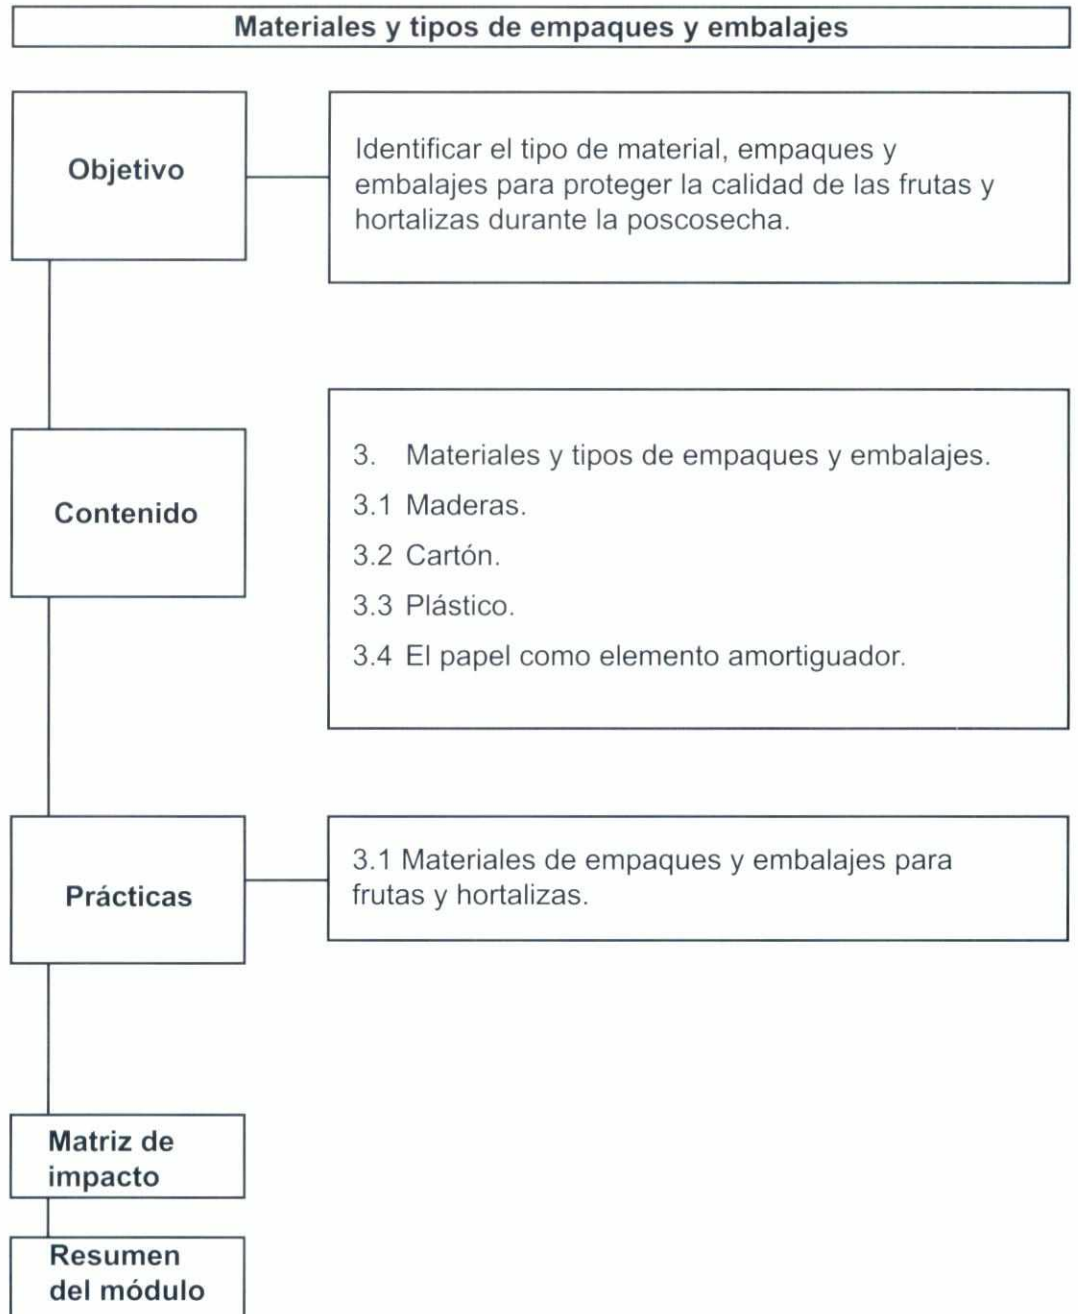 Materiales y tipos de empaques y embalajes
Objetivo
Identificar el tipo de material, empaques y
embalajes para proteger la calidad de las frutas y
hortalizas durante la poscosecha.
Contenido
3. Materiales y tipos de empaques y embalajes.
3.1 Maderas.
3.2 Cartón.
3.3 Plástico.
3.4 El papel como elemento amortiguador.
Prácticas
3.1 Materiales de empaques y embalajes para
frutas y hortalizas.
Matriz de
impacto
Resumen
del módulo